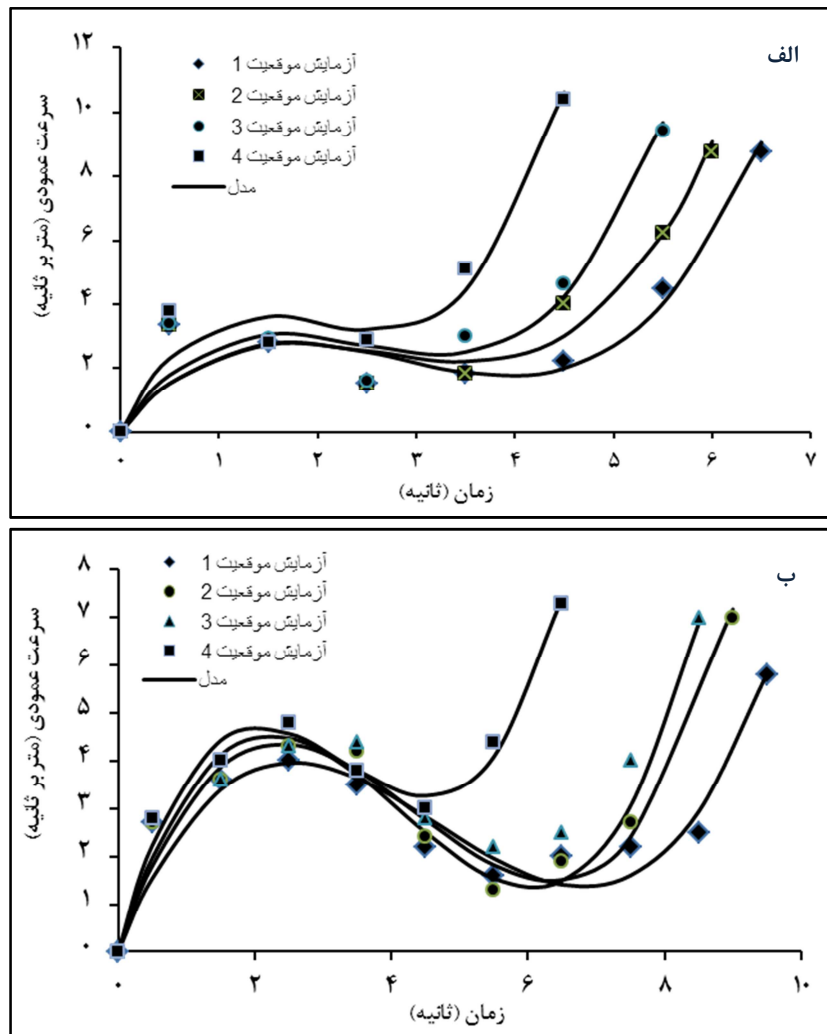 الف
آزمایش موقعیت 1
آزمایش موقعیت 2
آزمایش موقعیت 3
آزمایش موقعیت 4
مدل
سرعت عمودی (متر بر ثانیه)
۱۲
۱۰
۸
۶
۴
۲
۰
۰ ۱ ۲ ۳ ۴ ۵ ۶ ۷
زمان (ثانیه)
ب
آزمایش موقعیت 1
آزمایش موقعیت 2
آزمایش موقعیت 3
آزمایش موقعیت 4
مدل
سرعت عمودی (متر بر ثانیه)
۸
۷
۶
۵
۴
۳
۲
۱
۰
۰ ۲ ۴ ۶ ۸ ۱۰
زمان (ثانیه)